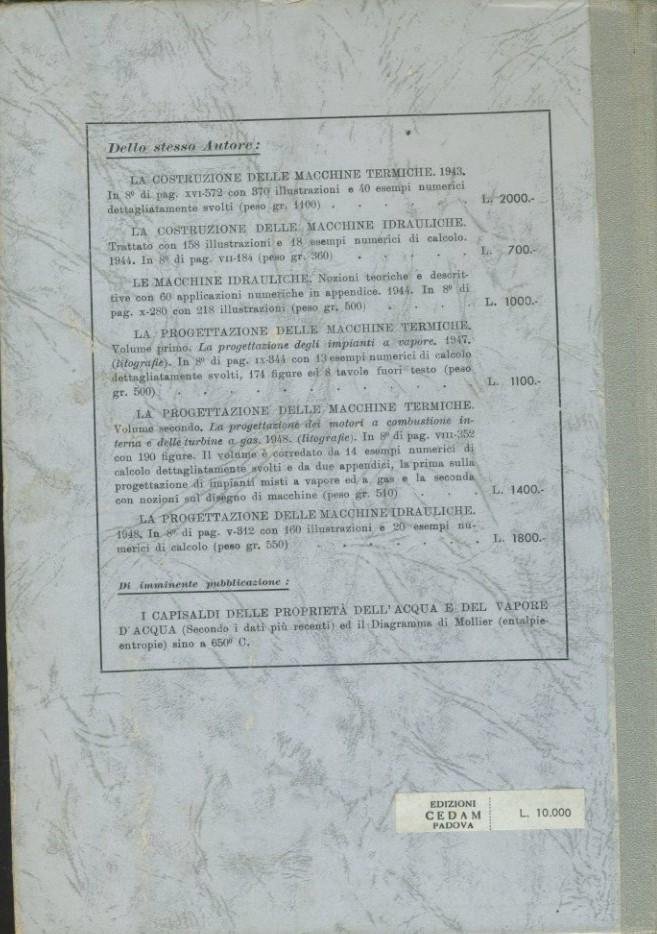 Dello stesso Autore:
LA COSTRUZIONE DELLE MACCHINE TERMICHE. 1943.
In 8º di pag. XVI-572 con 370 illustrazioni e 40 esempi numerici
dettagliatamente svolti (peso gr. 1100) . . . . . . L. 2000.-
LA COSTRUZIONE DELLE MACCHINE IDRAULICHE.
Trattato con 158 illustrazioni e 18 esempi numerici di calcolo.
1944. In 8º di pag. VII-184 (peso gr. 360) . . . . . L. 700.-
LE MACCHINE IDRAULICHE. Nozioni teoriche e descrit-
tive con 60 applicazioni numeriche in appendice. 1944. In 8º di
pag. X-280 con 218 illustrazioni (peso gr. 500) . . . . L. 1000.-
LA PROGETTAZIONE DELLE MACCHINE TERMICHE.
Volume primo. La progettazione degli impianti a vapore. 1947.
(litografie). In 8º di pag. IX-344 con 13 esempi numerici di calcolo
dettagliatamente svolti, 174 figure ed 8 tavole fuori testo (peso
gr. 500) . . . . . . . . . . L. 1100.-
LA PROGETTAZIONE DELLE MACCHINE TERMICHE.
Volume secondo. La progettazione dei motori a combustione in-
terna e delle turbine a gas. 1948. (litografie). In 8º di pag. VIII-352
con 190 figure. Il volume è corredato da 14 esempi numerici di
calcolo dettagliatamente svolti e da due appendici, la prima sulla
progettazione di impianti misti a vapore ed a gas e la seconda
con nozioni sul disegno di macchine (peso gr. 510) . . . L. 1400.-
LA PROGETTAZIONE DELLE MACCHINE IDRAULICHE.
1948. In 8º di pag. V-312 con 160 illustrazioni e 20 esempi nu-
merici di calcolo (peso gr. 550) . . . . . . . L. 1800.-
Di imminente pubblicazione:
I CAPISALDI DELLE PROPRIETÀ DELL'ACQUA E DEL VAPORE
D'ACQUA (Secondo i dati più recenti) ed il Diagramma di Mollier (entalpie-
entropie) sino a 650º C.
EDIZIONI
CEDAM
PADOVA
L. 10.000